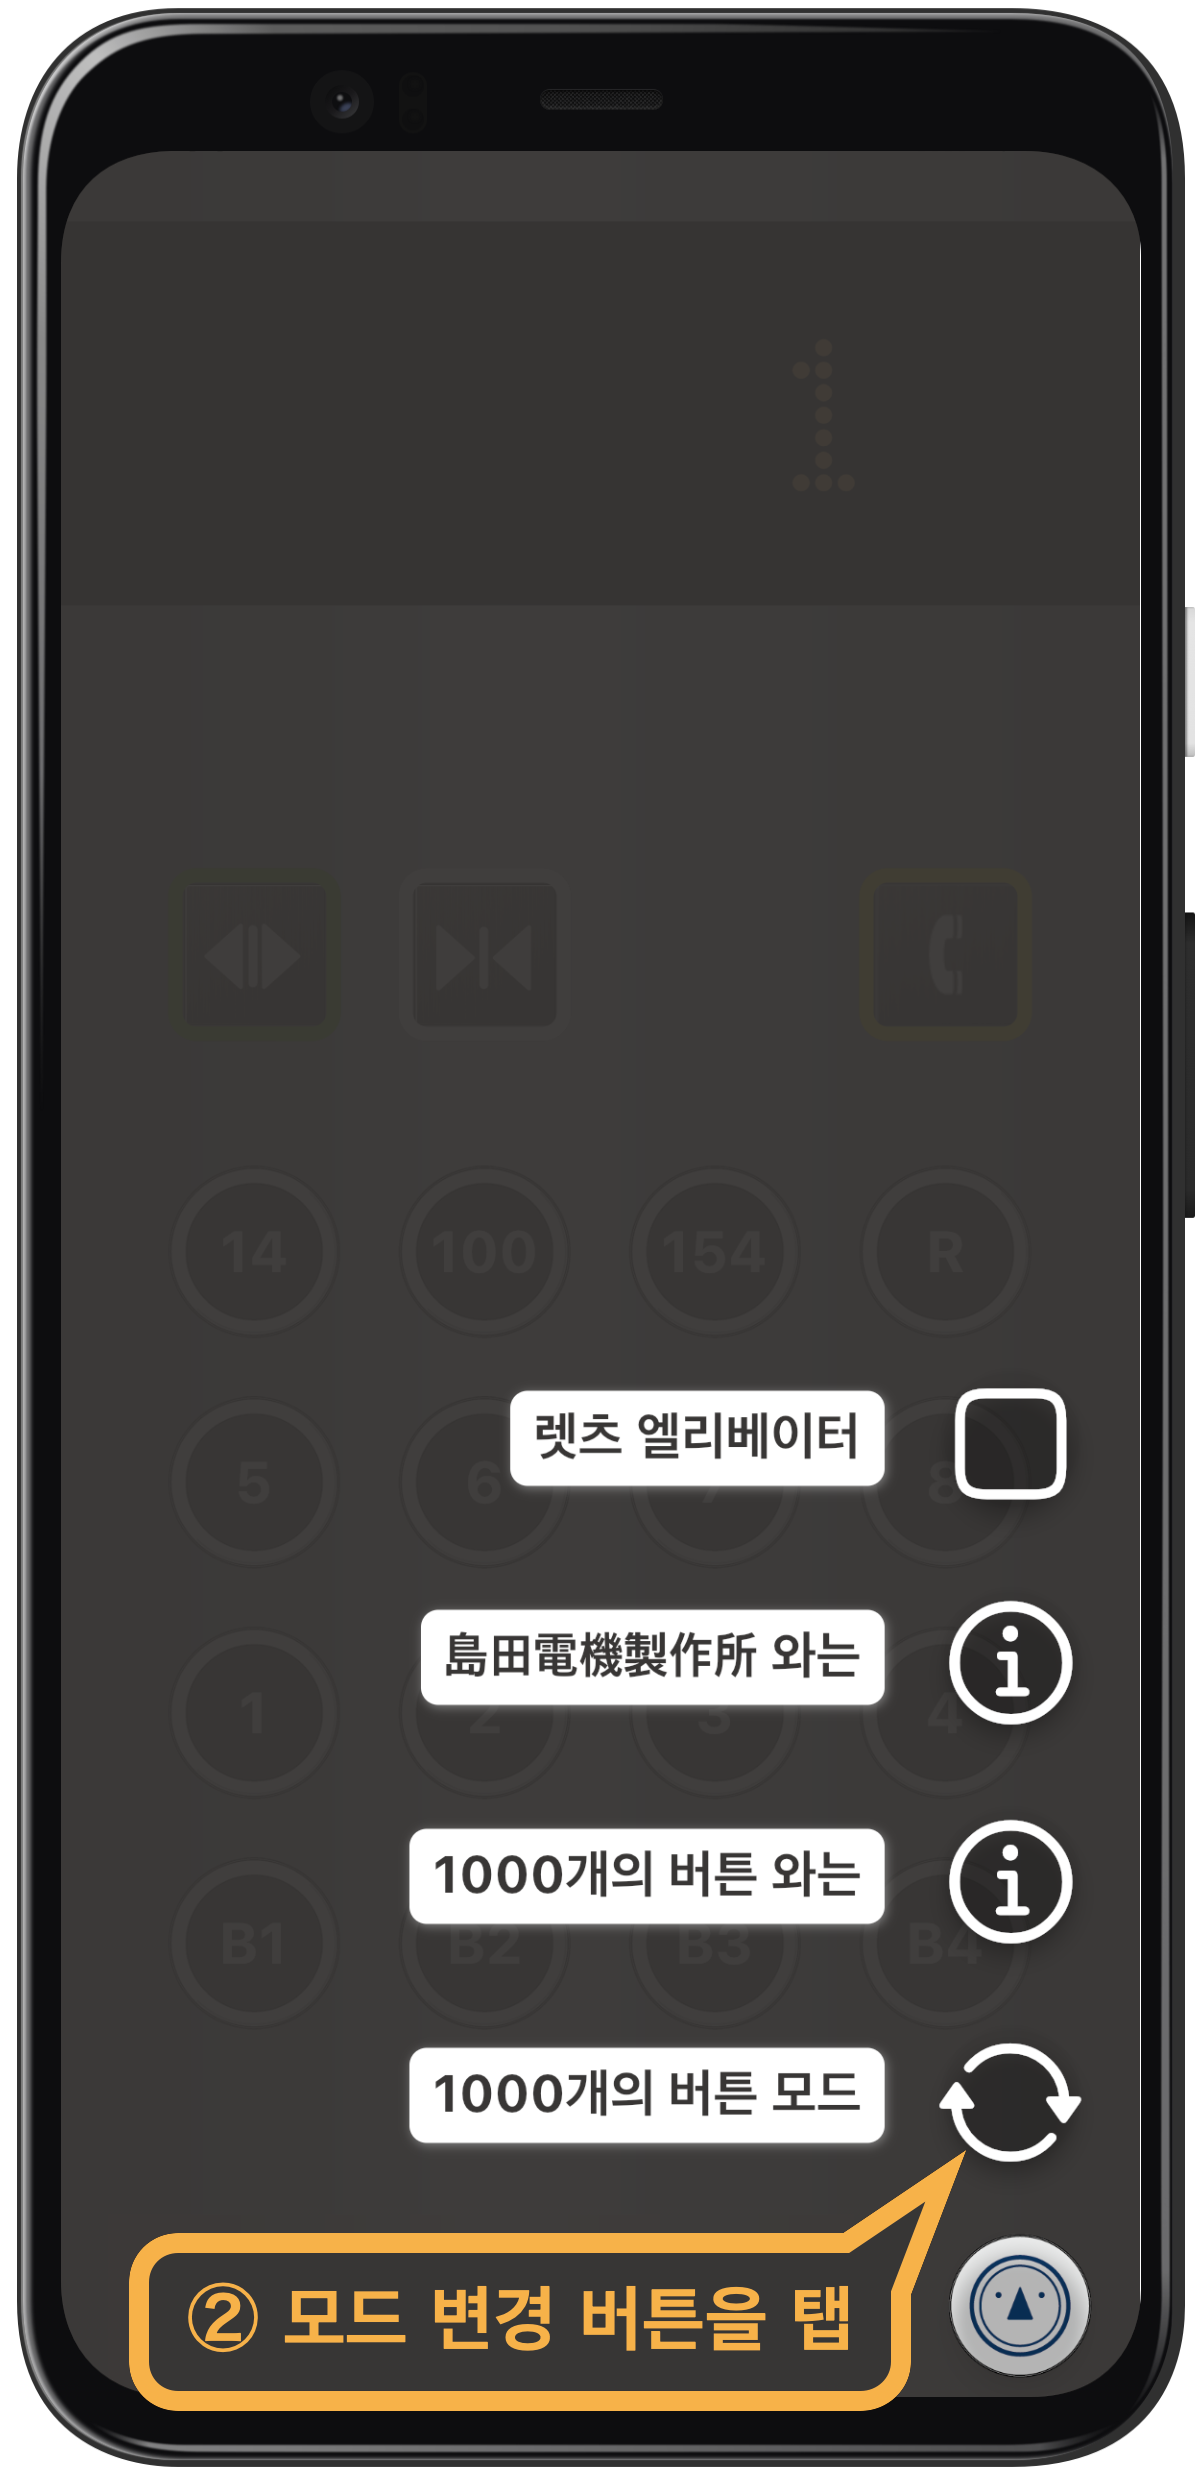 1
14 100 154 R
렛츠 엘리베이터
5 6 7 8
島田電機製作所 와는
1 2 3 4
1000개의 버튼 와는
B1 B2 B3 B4
1000개의 버튼 모드
② 모드 변경 버튼을 탭